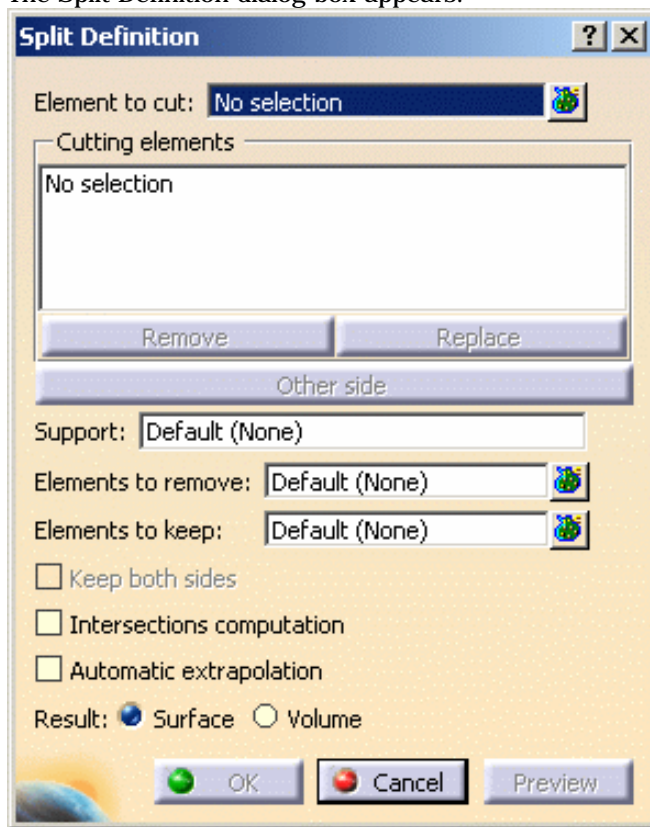 The Split Definition dialog box appears.
Split Definition
Element to cut: No selection
Cutting elements
No selection
Remove Replace
Other side
Support: Default (None)
Elements to remove: Default (None)
Elements to keep: Default (None)
Keep both sides
Intersections computation
Automatic extrapolation
Result: Surface Volume
OK Cancel Preview